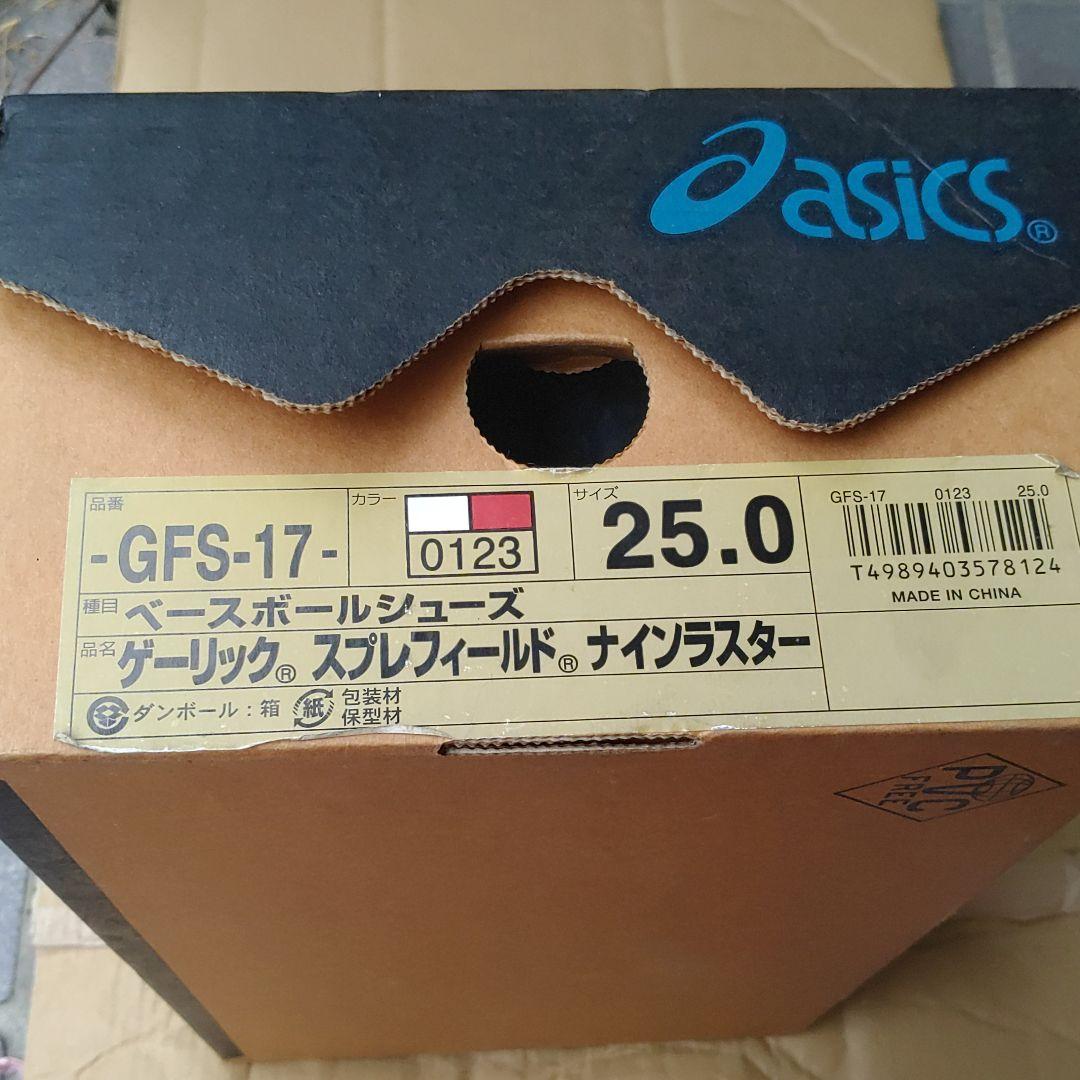 asics®
品番
-GFS-17-
カラー
0123
サイズ
25.0
GFS-17 0123 25.0
T4989403578124
MADE IN CHINA
種目 ベースボールシューズ
品名 ゲーリック® スプレフィールド® ナインラスター
ダンボール:箱
紙
包装材
保型材
PVC
FREE